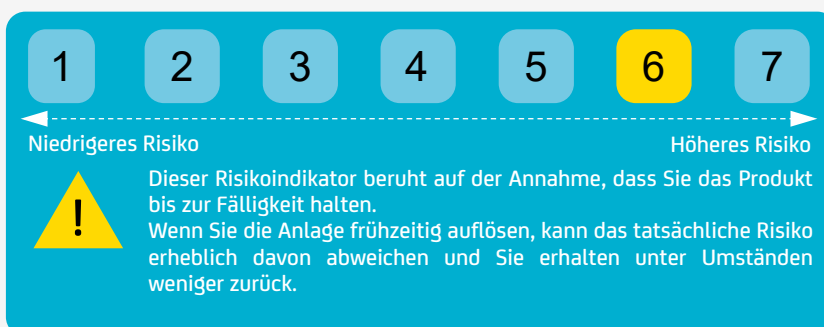 1 2 3 4 5 6 7
Niedrigeres Risiko Höheres Risiko
! Dieser Risikoindikator beruht auf der Annahme, dass Sie das Produkt
bis zur Fälligkeit halten.
Wenn Sie die Anlage frühzeitig auflösen, kann das tatsächliche Risiko
erheblich davon abweichen und Sie erhalten unter Umständen
weniger zurück.